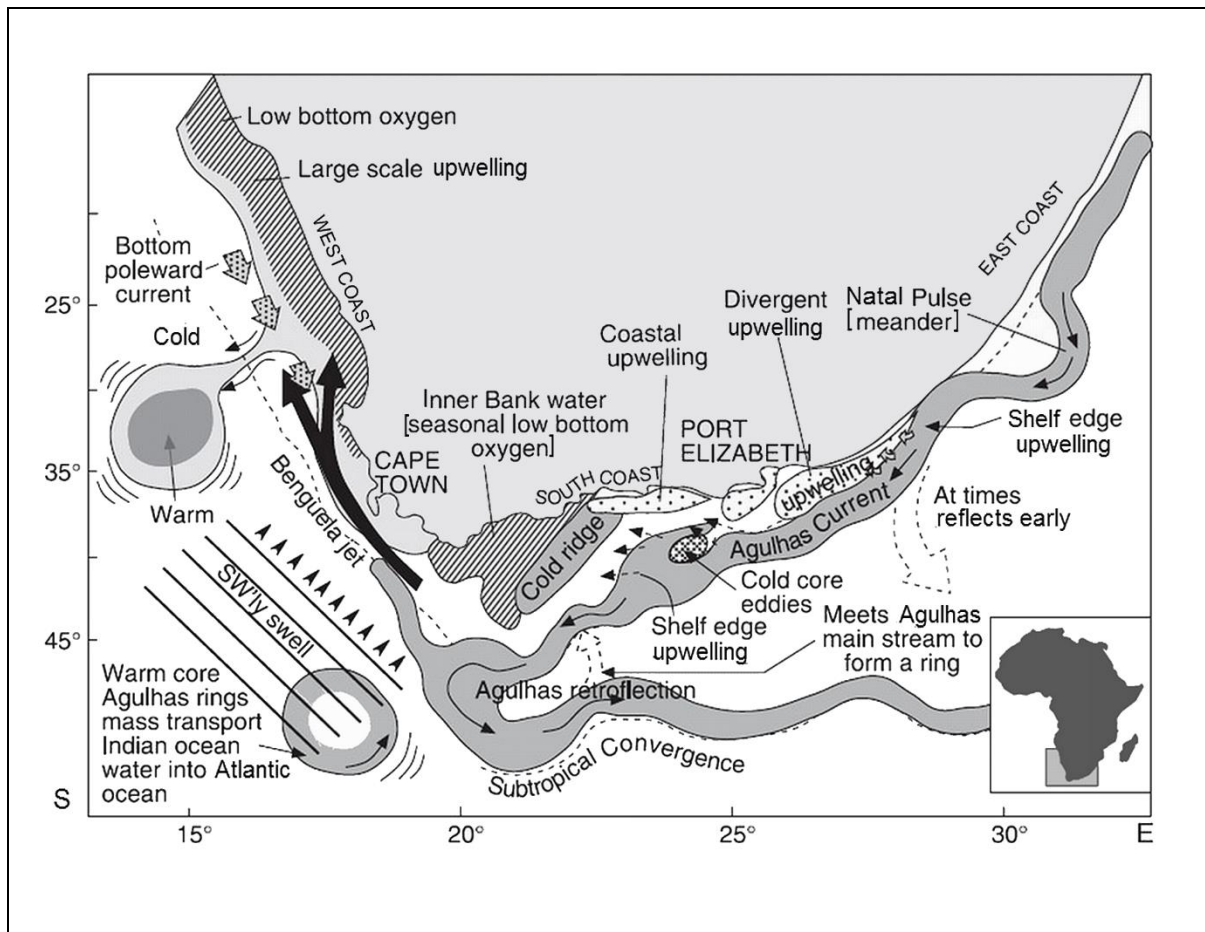 Low bottom oxygen
Large scale upwelling
WEST COAST
EAST COAST
Bottom
poleward
current
25°
Cold
Divergent
upwelling
Natal Pulse
[meander]
Coastal
upwelling
Inner Bank water
[seasonal low bottom
oxygen]
PORT
ELIZABETH
Shelf edge
upwelling
CAPE
TOWN
SOUTH COAST
upwelling
35°
Warm
Benguela jet
Cold ridge
Agulhas Current
At times
reflects early
Cold core
eddies
SW'ly swell
Shelf edge
upwelling
Meets Agulhas
main stream to
form a ring
45°
Warm core
Agulhas rings
mass transport
Indian ocean
water into Atlantic
ocean
Agulhas retroflection
Subtropical Convergence
S
15°
20°
25°
30°
E